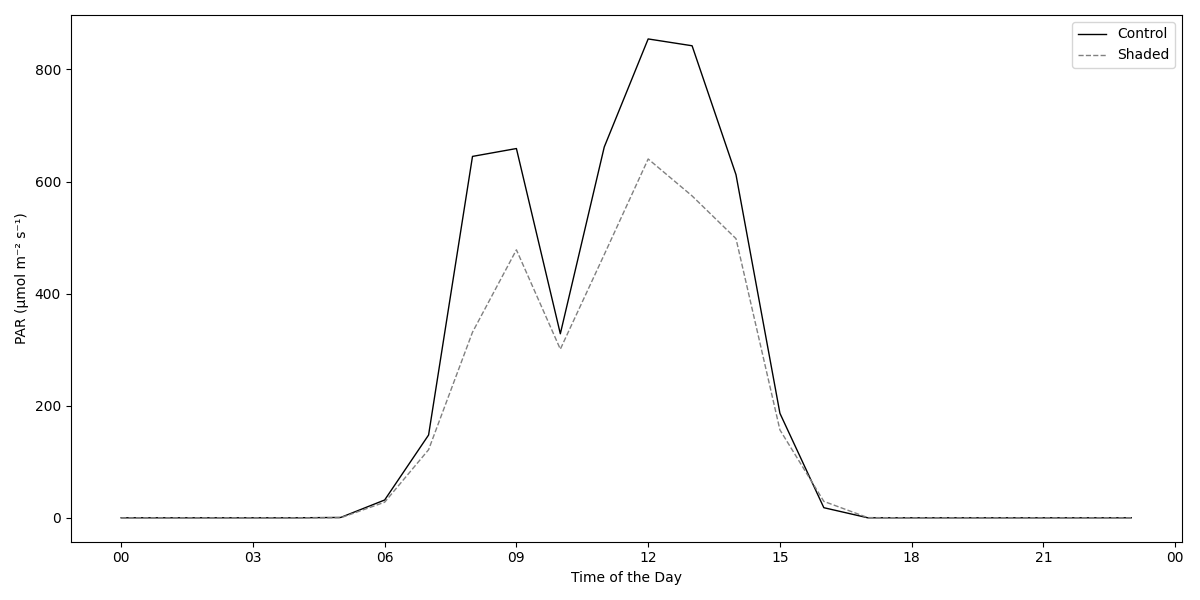 Control
Shaded
800
600
400
200
0
PAR (μmol m⁻² s⁻¹)
00 03 06 09 12 15 18 21 00
Time of the Day